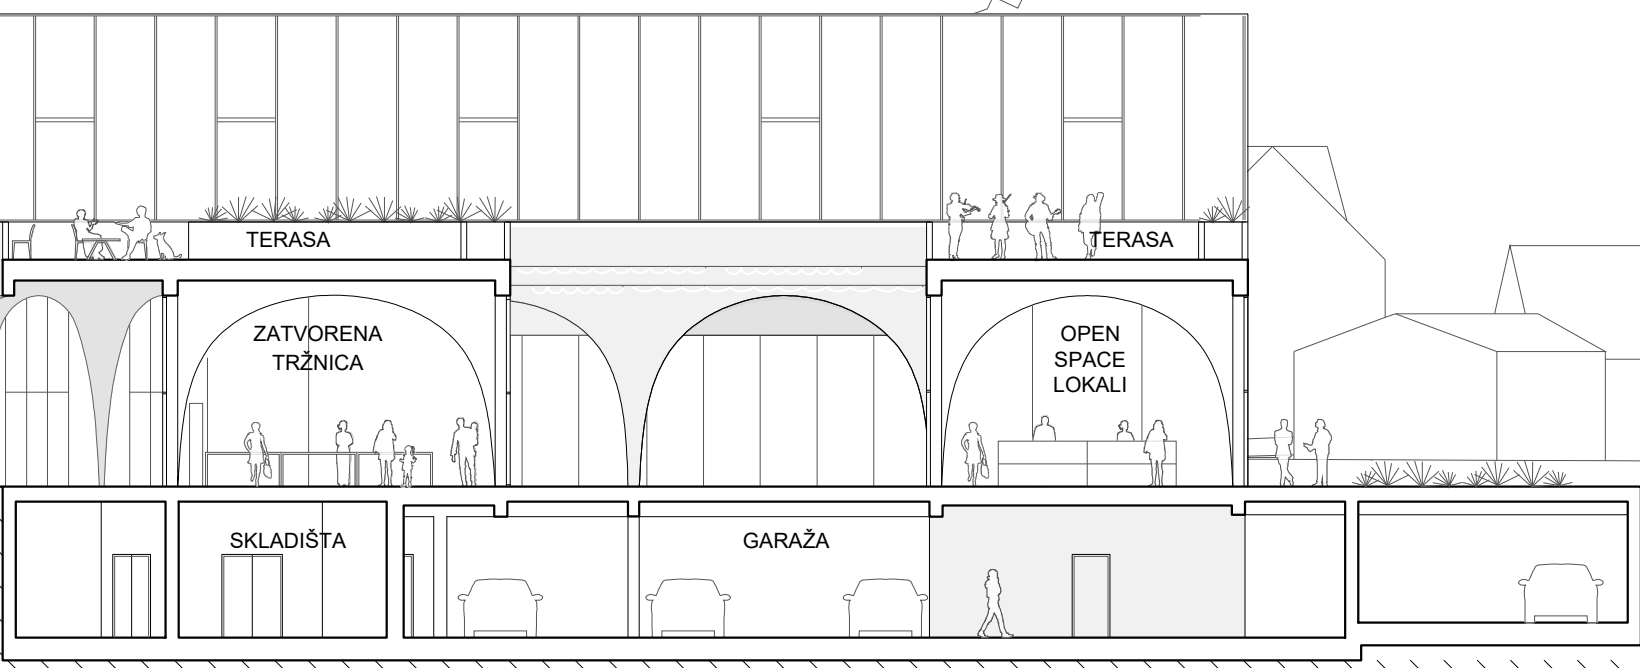 TERASA
TERASA
ZATVORENA
TRŽNICA
OPEN
SPACE
LOKALI
SKLADIŠTA
GARAŽA